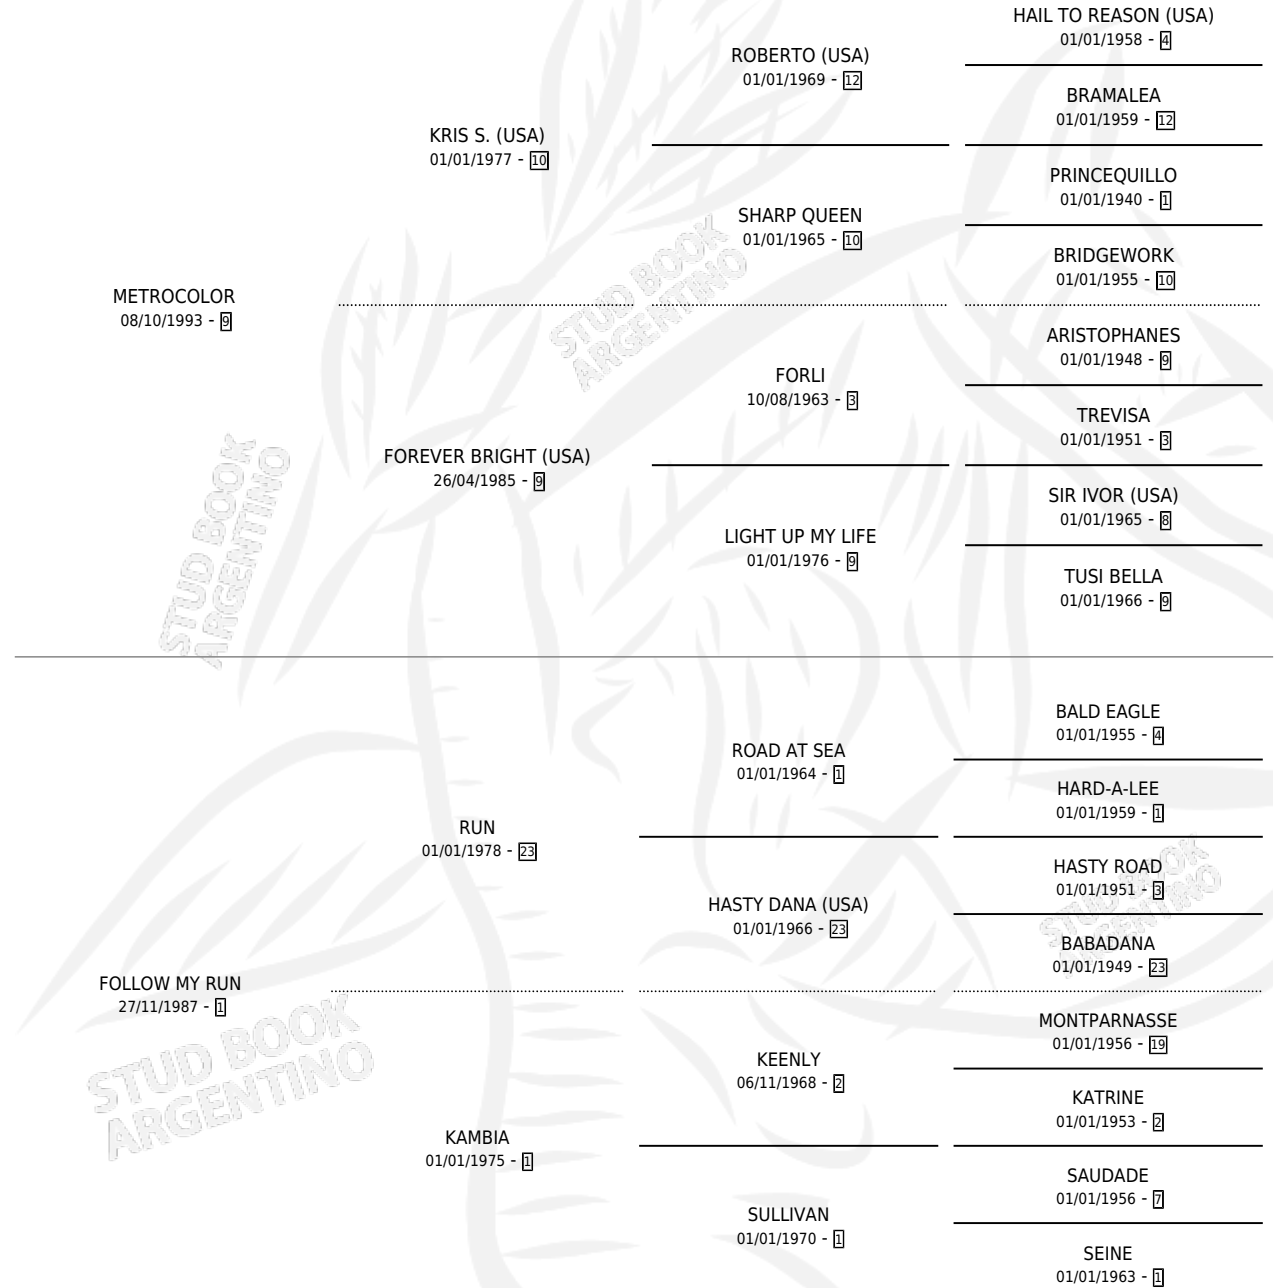 HAIL TO REASON (USA)
01/01/1958 - 4
ROBERTO (USA)
01/01/1969 - 12
BRAMALEA
01/01/1959 - 12
KRIS S. (USA)
01/01/1977 - 10
PRINCEQUILLO
01/01/1940 - 1
SHARP QUEEN
01/01/1965 - 10
BRIDGEWORK
01/01/1955 - 10
METROCOLOR
08/10/1993 - 9
STUD BOOK
ARGENTINO
ARISTOPHANES
01/01/1948 - 9
FORLI
10/08/1963 - 3
TREVISA
01/01/1951 - 3
FOREVER BRIGHT (USA)
26/04/1985 - 9
SIR IVOR (USA)
01/01/1965 - 8
LIGHT UP MY LIFE
01/01/1976 - 9
TUSI BELLA
01/01/1966 - 9
STUD BOOK
ARGENTINO
BALD EAGLE
01/01/1955 - 4
ROAD AT SEA
01/01/1964 - 1
HARD-A-LEE
01/01/1959 - 1
RUN
01/01/1978 - 23
HASTY ROAD
01/01/1951 - 3
HASTY DANA (USA)
01/01/1966 - 23
BABADANA
01/01/1949 - 23
STUD BOOK
ARGENTINO
FOLLOW MY RUN
27/11/1987 - 1
MONTPARNASSE
01/01/1956 - 19
KEENLY
06/11/1968 - 2
KATRINE
01/01/1953 - 2
STUD BOOK
ARGENTINO
KAMBIA
01/01/1975 - 1
SAUDADE
01/01/1956 - 7
SULLIVAN
01/01/1970 - 1
SEINE
01/01/1963 - 1